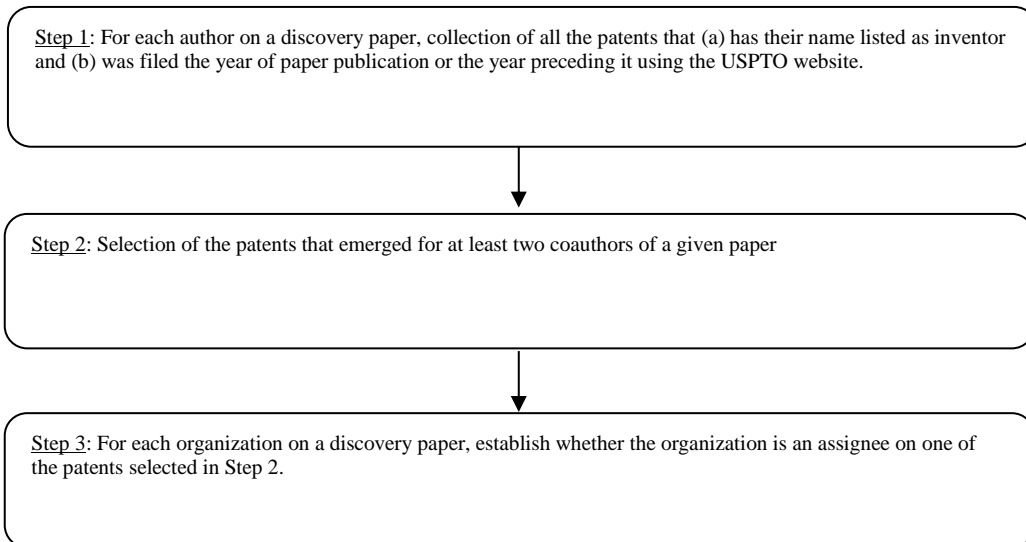 Step 1: For each author on a discovery paper, collection of all the patents that (a) has their name listed as inventor
and (b) was filed the year of paper publication or the year preceding it using the USPTO website.
Step 2: Selection of the patents that emerged for at least two coauthors of a given paper
Step 3: For each organization on a discovery paper, establish whether the organization is an assignee on one of
the patents selected in Step 2.